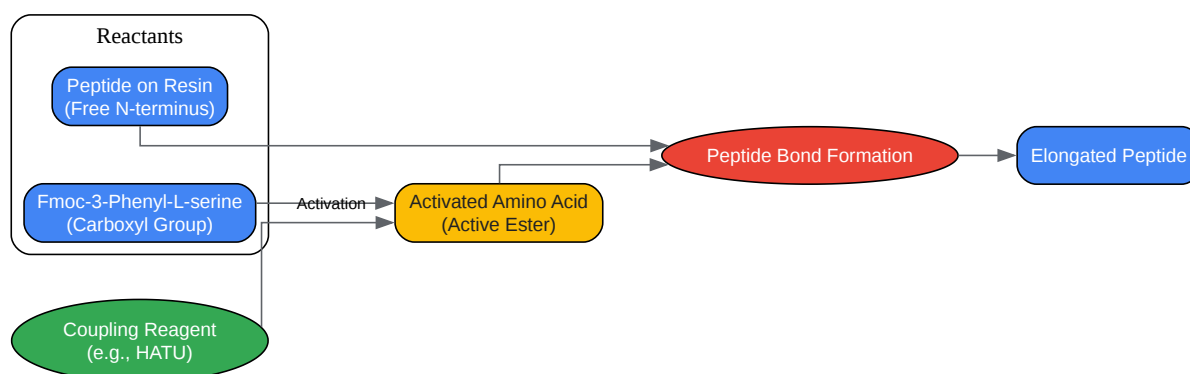 Reactants
Peptide on Resin
(Free N-terminus)
Fmoc-3-Phenyl-L-serine
(Carboxyl Group)
Activation
Activated Amino Acid
(Active Ester)
Peptide Bond Formation
Elongated Peptide
Coupling Reagent
(e.g., HATU)